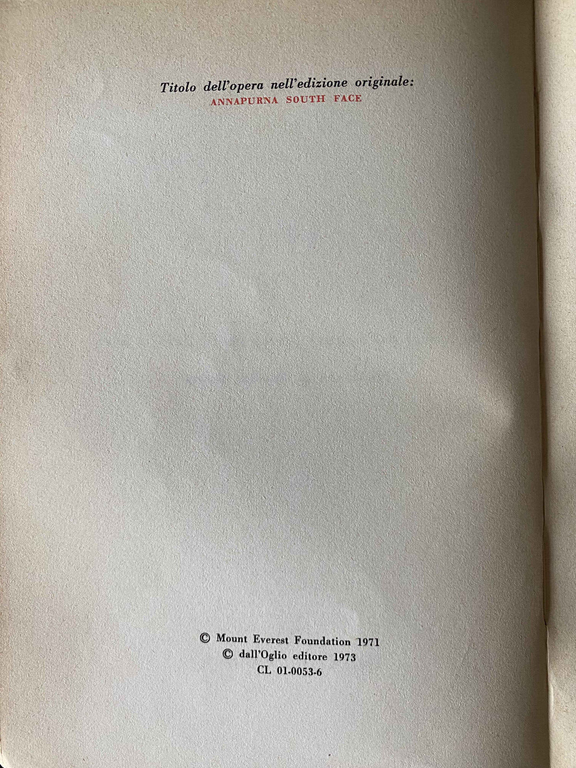 Titolo dell'opera nell'edizione originale:
ANNAPURNA SOUTH FACE
© Mount Everest Foundation 1971
© dall'Oglio editore 1973
CL 01-0053-6